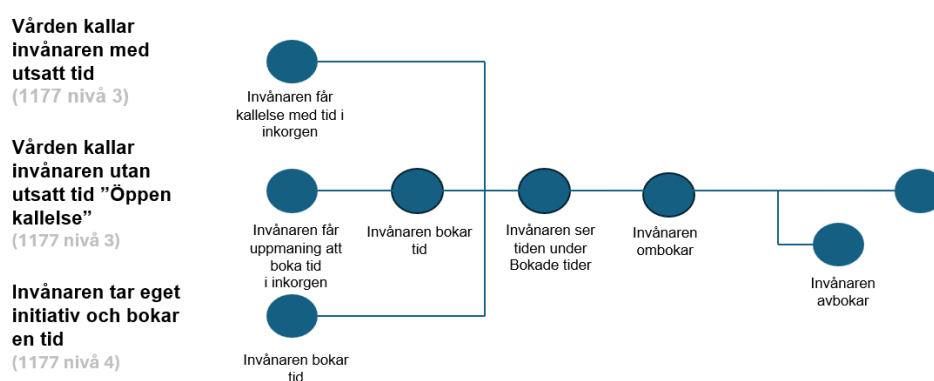 Vården kallar
invånaren med
utsatt tid
(1177 nivå 3)
Invånaren får
kallelse med tid i
inkorgen
Vården kallar
invånaren utan
utsatt tid ”Öppen
kallelse”
(1177 nivå 3)
Invånaren får
uppmaning att
boka tid
i inkorgen
Invånaren bokar
tid
Invånaren ser
tiden under
Bokade tider
Invånaren
ombokar
Invånaren
avbokar
Invånaren tar eget
initiativ och bokar
en tid
(1177 nivå 4)
Invånaren bokar
tid